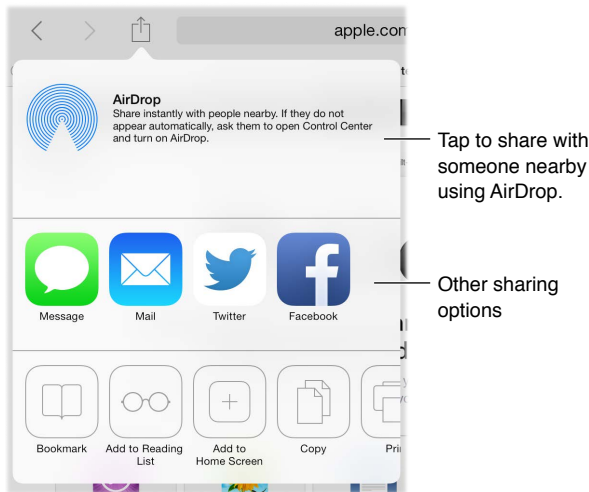 apple.com
AirDrop
Share instantly with people nearby. If they do not
appear automatically, ask them to open Control Center
and turn on AirDrop.
Tap to share with
someone nearby
using AirDrop.
Message
Mail
Twitter
Facebook
Other sharing
options
Bookmark
Add to Reading
List
Add to
Home Screen
Copy
Pri